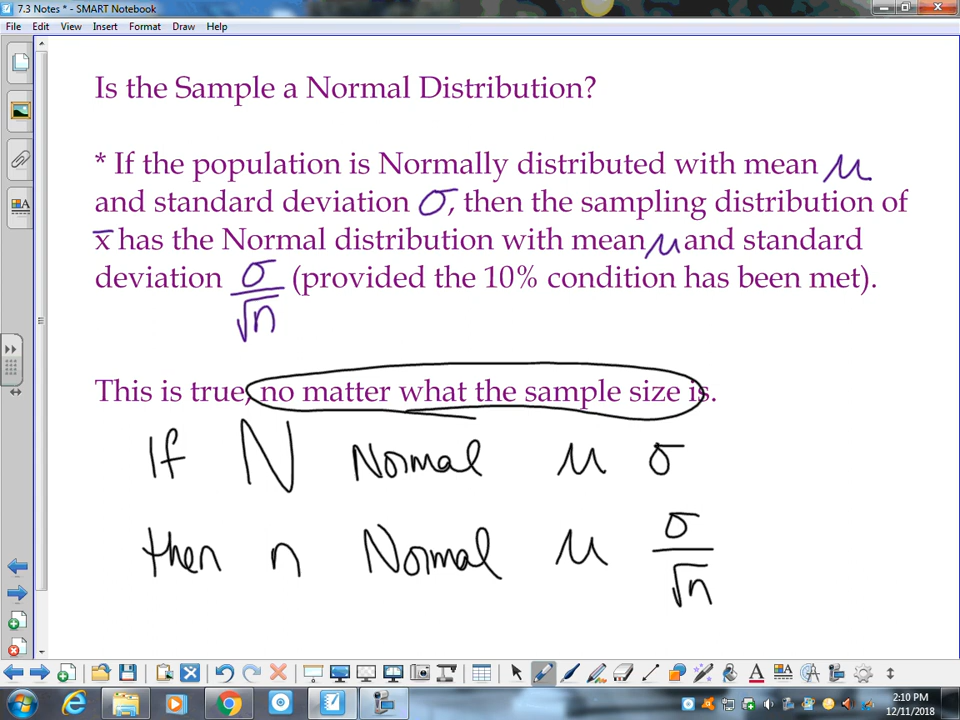 7.3 Notes * - SMART Notebook
File Edit View Insert Format Draw Help
Is the Sample a Normal Distribution?
* If the population is Normally distributed with mean μ
and standard deviation σ, then the sampling distribution of
x̅ has the Normal distribution with mean μ and standard
deviation σ/√n (provided the 10% condition has been met).
This is true, no matter what the sample size is.
If N Normal μ σ
then n Normal μ σ/√n
2:10 PM
12/11/2018